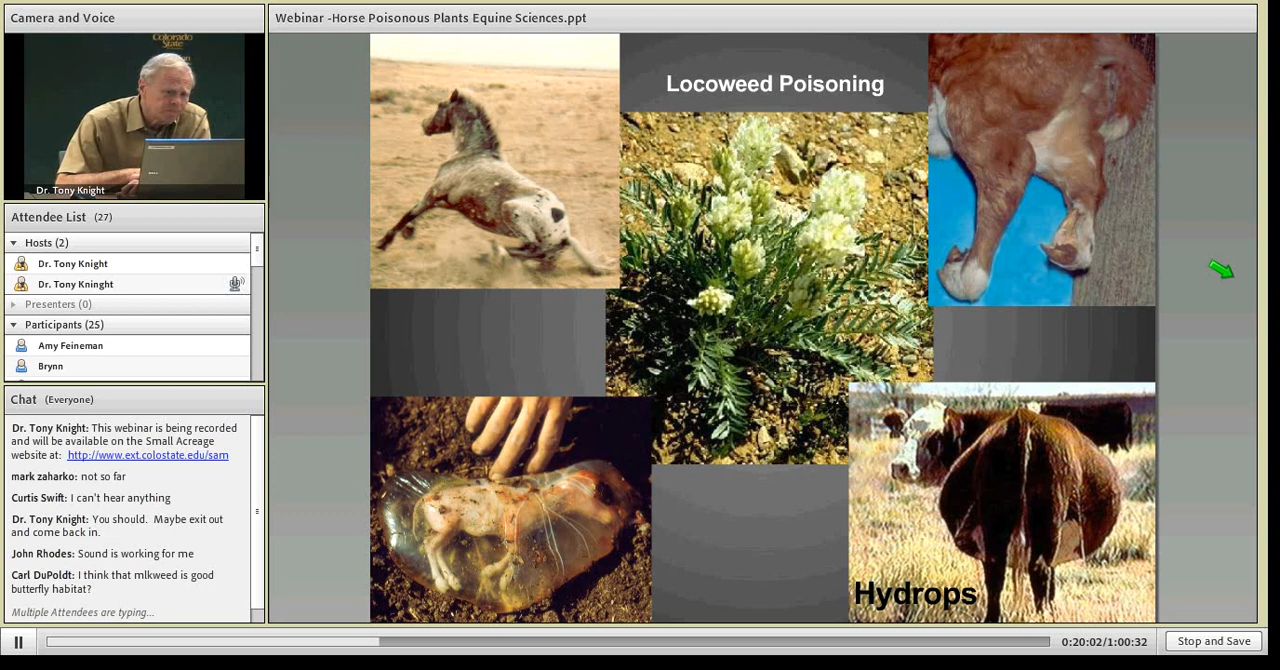 Camera and Voice
Colorado
State
Dr. Tony Knight
Attendee List (27)
Hosts (2)
Dr. Tony Knight
Dr. Tony Kninght
Presenters (0)
Participants (25)
Amy Feineman
Brynn
Chat (Everyone)
Dr. Tony Knight: This webinar is being recorded
and will be available on the Small Acreage
website at: http://www.ext.colostate.edu/sam
mark zaharko: not so far
Curtis Swift: I can't hear anything
Dr. Tony Knight: You should. Maybe exit out
and come back in.
John Rhodes: Sound is working for me
Carl DuPoldt: I think that mlkweed is good
butterfly habitat?
Multiple Attendees are typing...
Webinar -Horse Poisonous Plants Equine Sciences.ppt
Locoweed Poisoning
Hydrops
0:20:02/1:00:32
Stop and Save